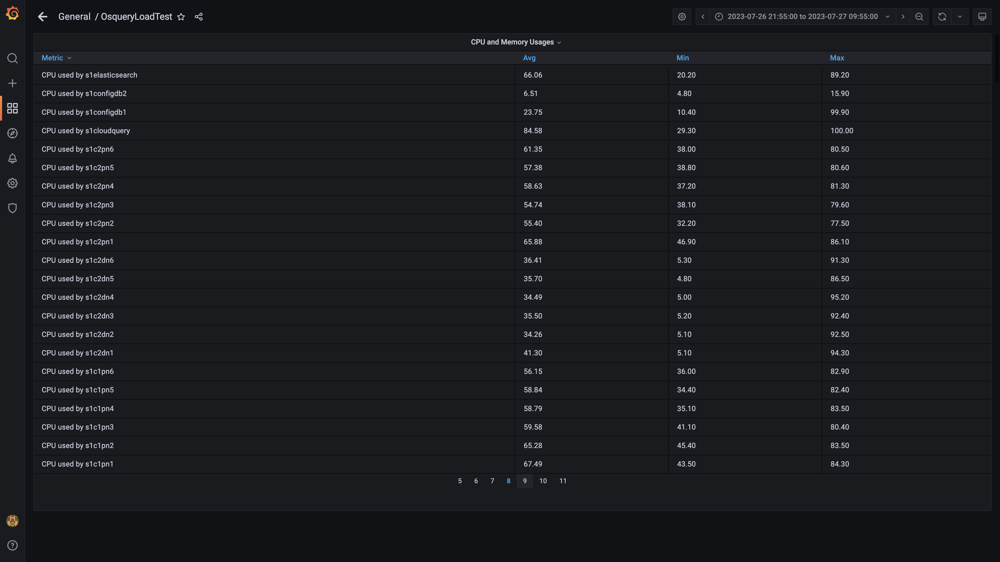 General / OsqueryLoadTest
2023-07-26 21:55:00 to 2023-07-27 09:55:00
CPU and Memory Usages
Metric Avg Min Max
CPU used by s1elasticsearch 66.06 20.20 89.20
CPU used by s1configdb2 6.51 4.80 15.90
CPU used by s1configdb1 23.75 10.40 99.90
CPU used by s1cloudquery 84.58 29.30 100.00
CPU used by s1c2pn6 61.35 38.00 80.50
CPU used by s1c2pn5 57.38 38.80 80.60
CPU used by s1c2pn4 58.63 37.20 81.30
CPU used by s1c2pn3 54.74 38.10 79.60
CPU used by s1c2pn2 55.40 32.20 77.50
CPU used by s1c2pn1 65.88 46.90 86.10
CPU used by s1c2dn6 36.41 5.30 91.30
CPU used by s1c2dn5 35.70 4.80 86.50
CPU used by s1c2dn4 34.49 5.00 95.20
CPU used by s1c2dn3 35.50 5.20 92.40
CPU used by s1c2dn2 34.26 5.10 92.50
CPU used by s1c2dn1 41.30 5.10 94.30
CPU used by s1c1pn6 56.15 36.00 82.90
CPU used by s1c1pn5 58.84 34.40 82.40
CPU used by s1c1pn4 58.79 35.10 83.50
CPU used by s1c1pn3 59.58 41.10 80.40
CPU used by s1c1pn2 65.28 45.40 83.50
CPU used by s1c1pn1 67.49 43.50 84.30
5 6 7 8 9 10 11